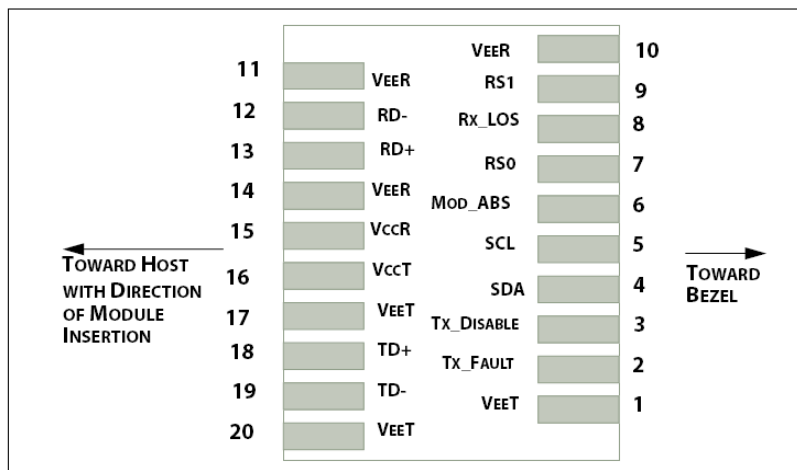 11 VEER
12 RD-
13 RD+
14 VEER
15 VCCR
16 VCCT
17 VEET
18 TD+
19 TD-
20 VEET
VEER 10
RS1 9
RX_LOS 8
RS0 7
MOD_ABS 6
SCL 5
SDA 4
TX_DISABLE 3
TX_FAULT 2
VEET 1
TOWARD HOST
WITH DIRECTION
OF MODULE
INSERTION
TOWARD
BEZEL